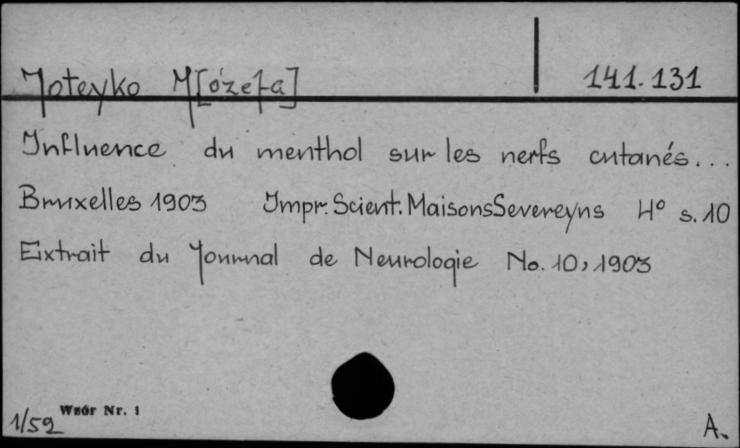 Joteyko M[ózefa] 141.131
Influence du menthol sur les nerfs cutanés...
Bruxelles 1903 Impr. Scient. Maisons Severeyns 4° s. 10
Extrait du Journal de Neurologie No. 10, 1903
Wzór Nr. 1
1/59 A.